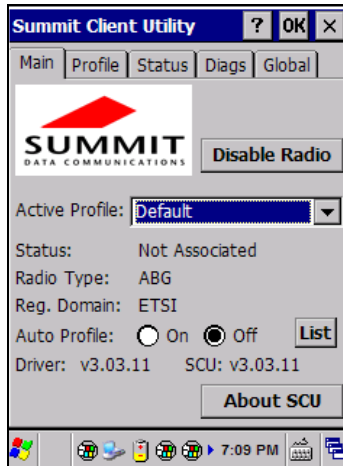 Summit Client Utility ? OK ×
Main Profile Status Diags Global
SUMMIT
DATA COMMUNICATIONS
Disable Radio
Active Profile: Default
Status: Not Associated
Radio Type: ABG
Reg. Domain: ETSI
Auto Profile: On Off List
Driver: v3.03.11 SCU: v3.03.11
About SCU
7:09 PM